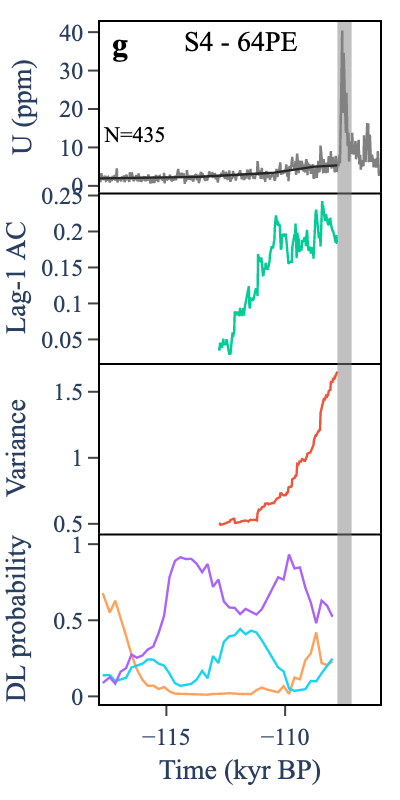 g S4 - 64PE
U (ppm)
40
30
20
10
0
N=435
Lag-1 AC
0.25
0.2
0.15
0.1
0.05
Variance
1.5
1
0.5
DL probability
1
0.5
0
−115 −110
Time (kyr BP)